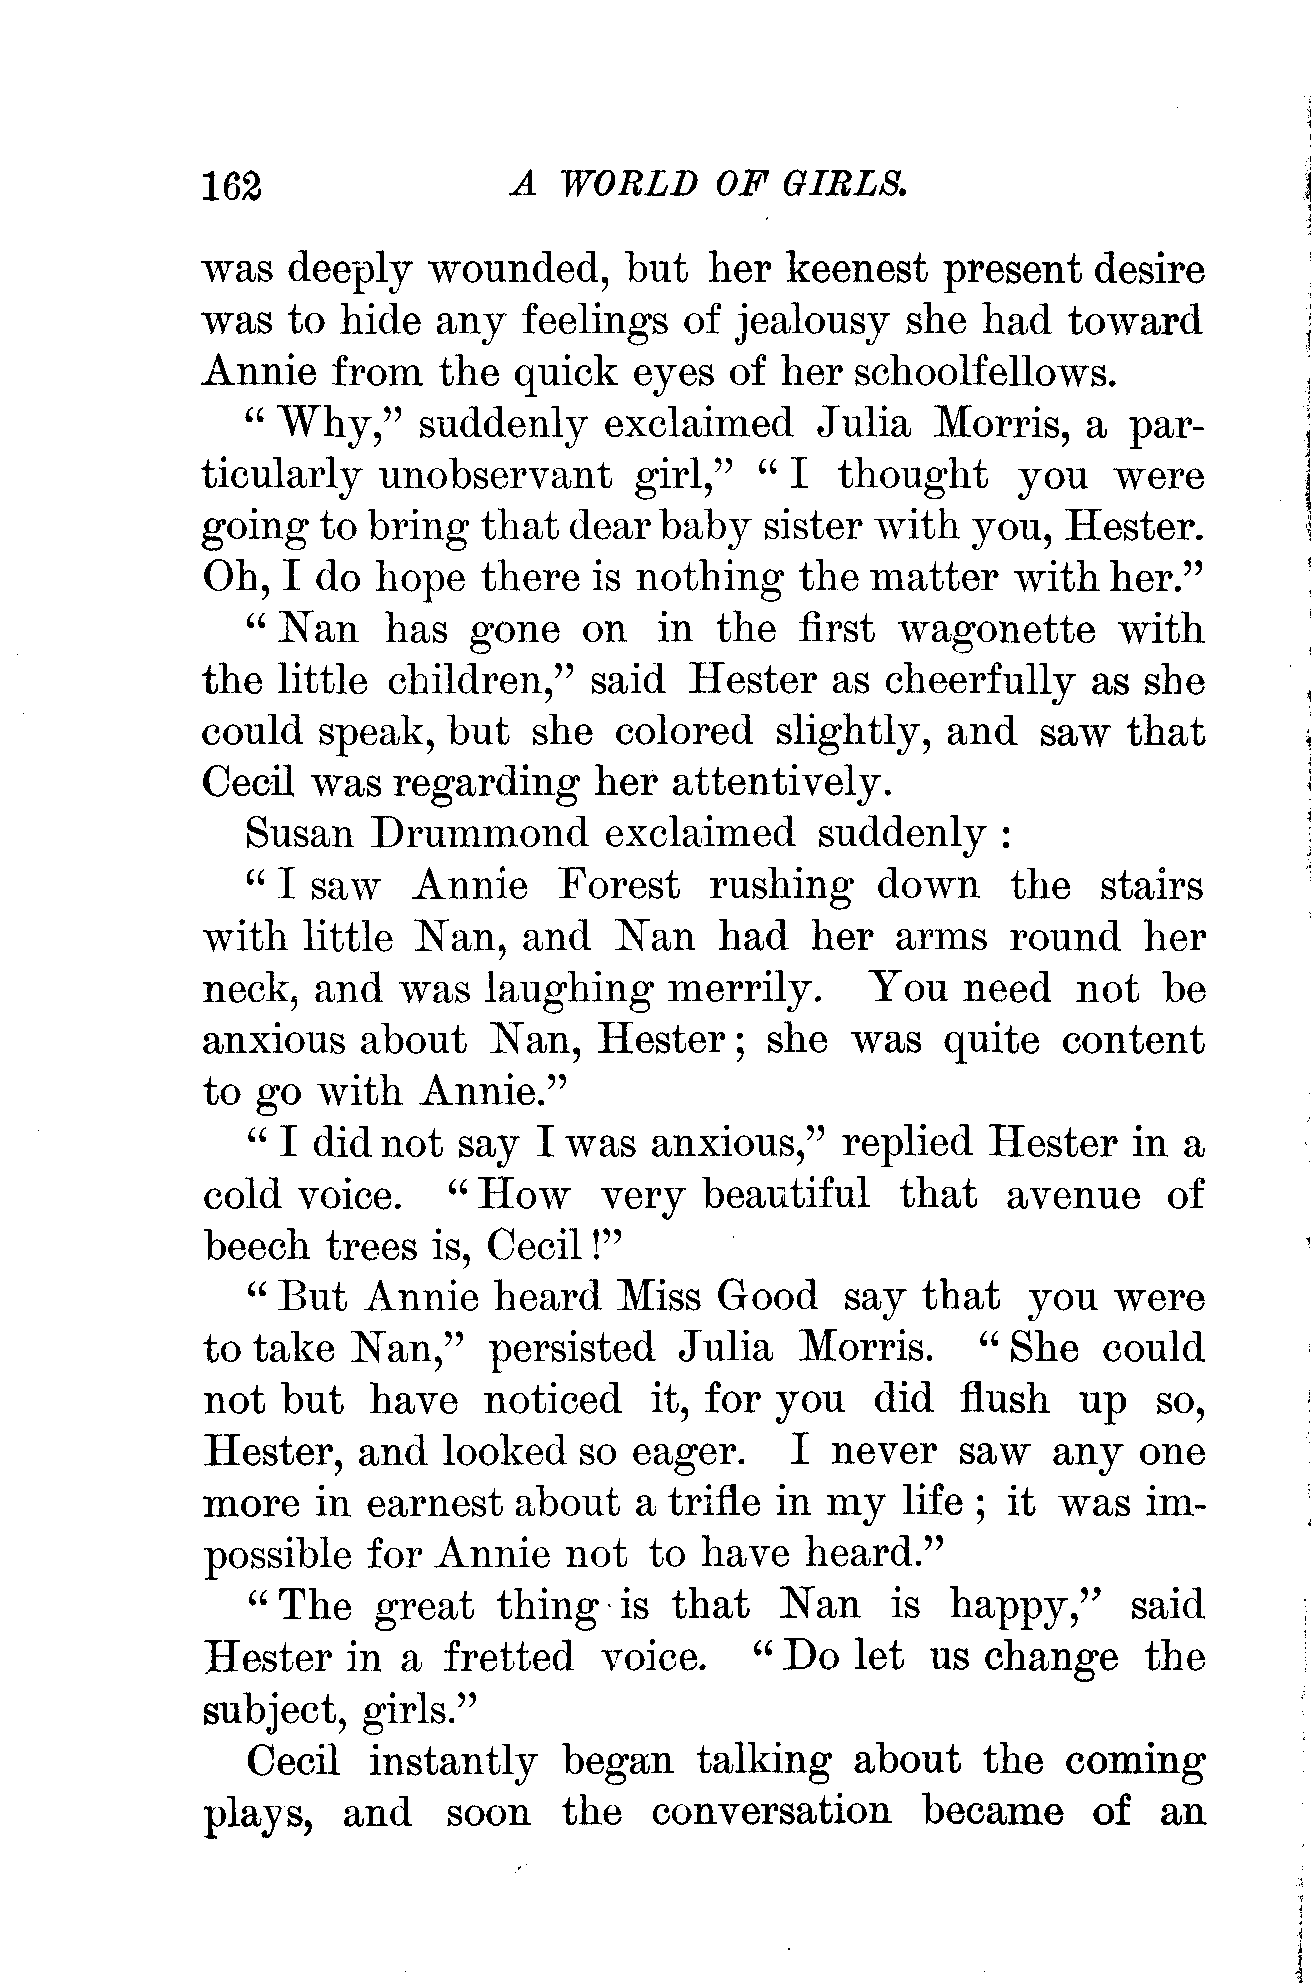 162 A WORLD OF GIRLS.
was deeply wounded, but her keenest present desire
was to hide any feelings of jealousy she had toward
Annie from the quick eyes of her schoolfellows.
“ Why,” suddenly exclaimed Julia Morris, a par-
ticularly unobservant girl,” “ I thought you were
going to bring that dear baby sister with you, Hester.
Oh, I do hope there is nothing the matter with her.”
“ Nan has gone on in the first wagonette with
the little children,” said Hester as cheerfully as she
could speak, but she colored slightly, and saw that
Cecil was regarding her attentively.
Susan Drummond exclaimed suddenly :
“ I saw Annie Forest rushing down the stairs
with little Nan, and Nan had her arms round her
neck, and was laughing merrily. You need not be
anxious about Nan, Hester ; she was quite content
to go with Annie.”
“ I did not say I was anxious,” replied Hester in a
cold voice. “ How very beautiful that avenue of
beech trees is, Cecil !”
“ But Annie heard Miss Good say that you were
to take Nan,” persisted Julia Morris. “ She could
not but have noticed it, for you did flush up so,
Hester, and looked so eager. I never saw any one
more in earnest about a trifle in my life ; it was im-
possible for Annie not to have heard.”
“ The great thing is that Nan is happy,” said
Hester in a fretted voice. “ Do let us change the
subject, girls.”
Cecil instantly began talking about the coming
plays, and soon the conversation became of an